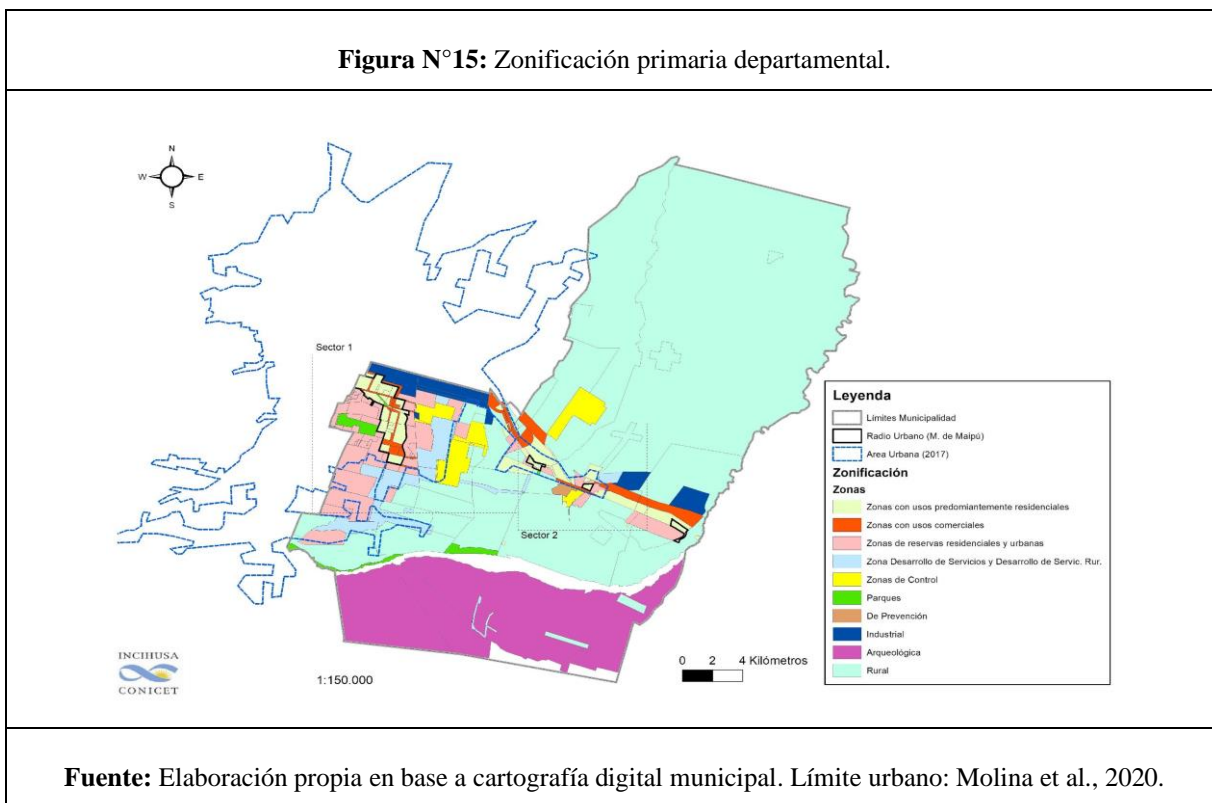 Figura N°15: Zonificación primaria departamental.
N
W
E
S
Sector 1
Sector 2
Leyenda
Límites Municipalidad
Radio Urbano (M. de Maipú)
Area Urbana (2017)
Zonificación
Zonas
Zonas con usos predomiantemente residenciales
Zonas con usos comerciales
Zonas de reservas residenciales y urbanas
Zona Desarrollo de Servicios y Desarrollo de Servic. Rur.
Zonas de Control
Parques
De Prevención
Industrial
Arqueológica
Rural
INCIHUSA
CONICET
1:150.000
0 2 4 Kilómetros
Fuente: Elaboración propia en base a cartografía digital municipal. Límite urbano: Molina et al., 2020.